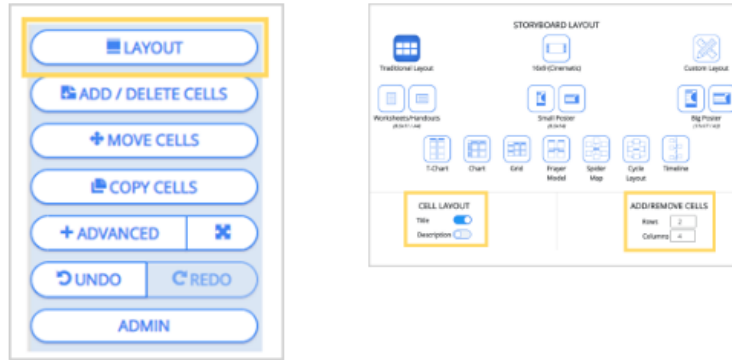 LAYOUT
ADD / DELETE CELLS
MOVE CELLS
COPY CELLS
+ ADVANCED
UNDO REDO
ADMIN
STORYBOARD LAYOUT
Traditional Layout 16x9 (Cinematic) Custom Layout
Worksheets/Handouts Small Poster Big Poster
T-Chart Chart Grid Frayer Model Spider Map Cycle Layout Timeline
CELL LAYOUT
Title
Description
ADD/REMOVE CELLS
Rows 2
Columns 4